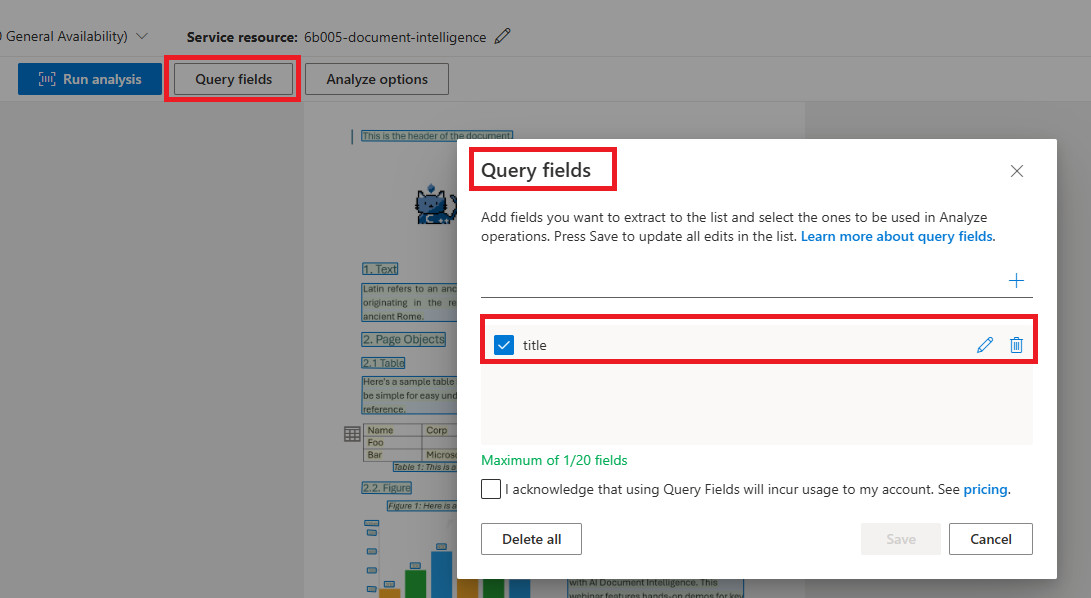 General Availability)
Service resource: 6b005-document-intelligence
Run analysis
Query fields
Analyze options
This is the header of the document
1. Text
Latin refers to an anc
originating in the re
ancient Rome.
2. Page Objects
2.1 Table
Here's a sample table
be simple for easy und
reference.
Name Corp
Foo
Bar Micros
Table 1: This is a
2.2. Figure
Figure 1: Here is a
Query fields
Add fields you want to extract to the list and select the ones to be used in Analyze
operations. Press Save to update all edits in the list. Learn more about query fields.
title
Maximum of 1/20 fields
I acknowledge that using Query Fields will incur usage to my account. See pricing.
Delete all
Save
Cancel
with AI Document Intelligence. This
webinar features hands-on demos for key